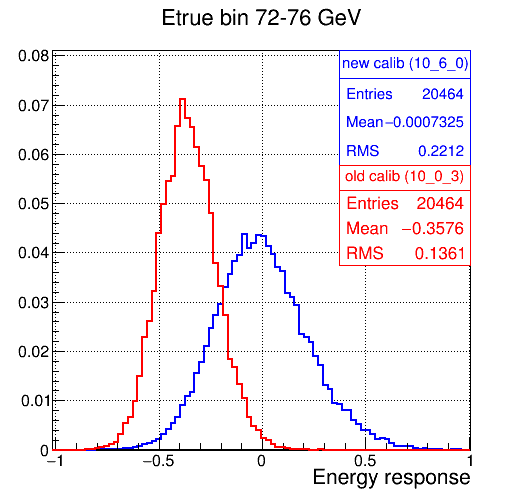 Etrue bin 72-76 GeV
new calib (10_6_0)
Entries 20464
Mean −0.0007325
RMS 0.2212
old calib (10_0_3)
Entries 20464
Mean −0.3576
RMS 0.1361
0.08
0.07
0.06
0.05
0.04
0.03
0.02
0.01
0
−1 −0.5 0 0.5 1
Energy response